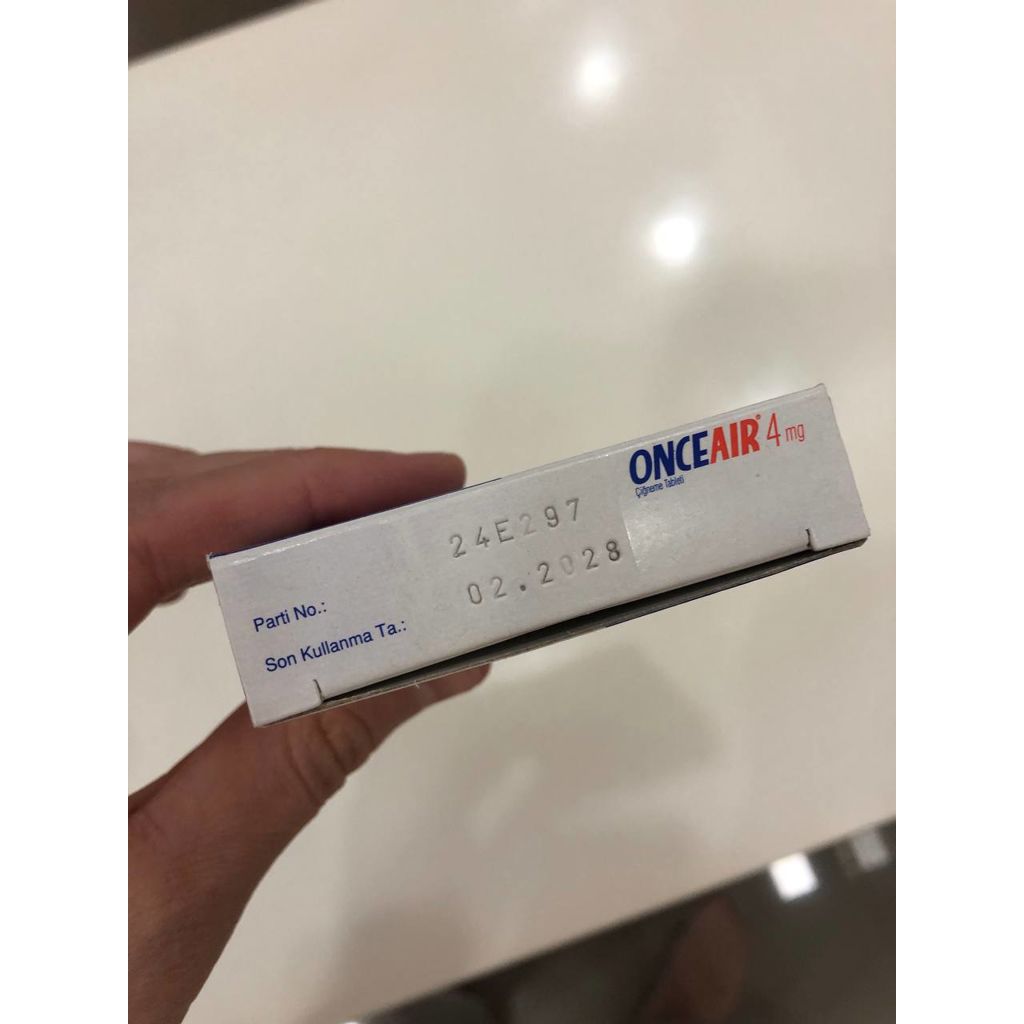 ONCEAIR® 4 mg
Çiğneme Tableti
Parti No.: 24E297
Son Kullanma Ta.: 02.2028